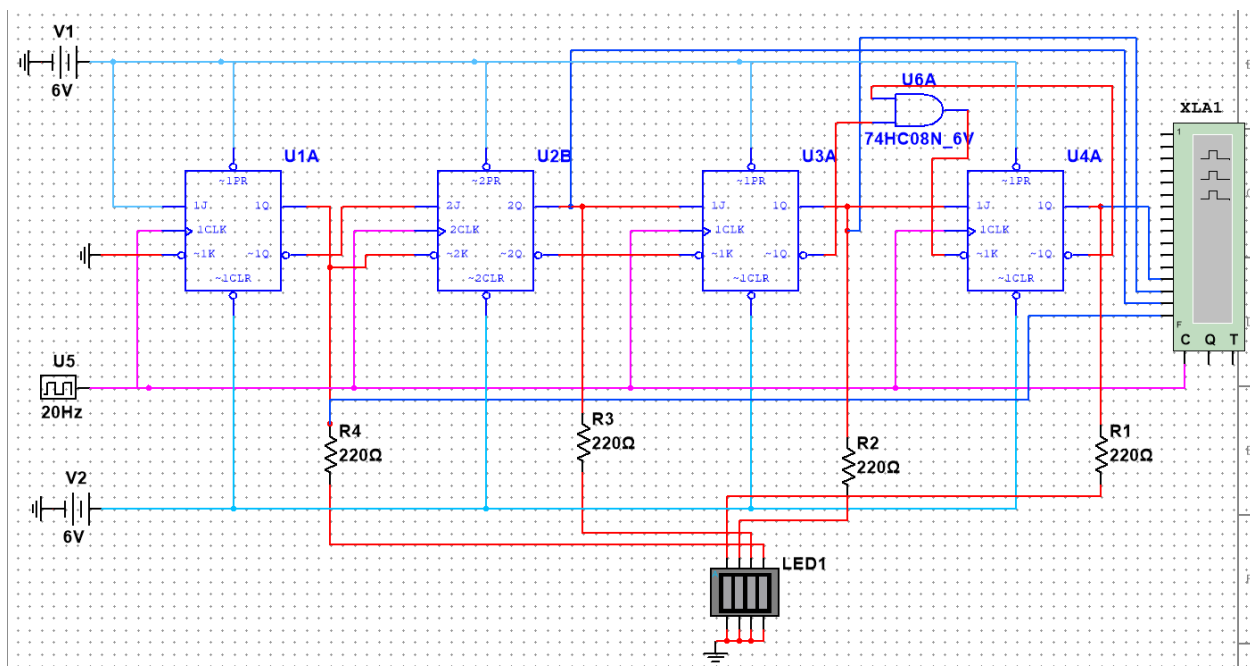 V1
6V
U6A
74HC08N_6V
XLA1
1
F
C Q T
U1A
~1PR
1J 1Q
1CLK
~1K ~1Q
~1CLR
U2B
~2PR
2J 2Q
2CLK
~2K ~2Q
~2CLR
U3A
~1PR
1J 1Q
1CLK
~1K ~1Q
~1CLR
U4A
~1PR
1J 1Q
1CLK
~1K ~1Q
~1CLR
U5
20Hz
R4
220Ω
R3
220Ω
R2
220Ω
R1
220Ω
V2
6V
LED1